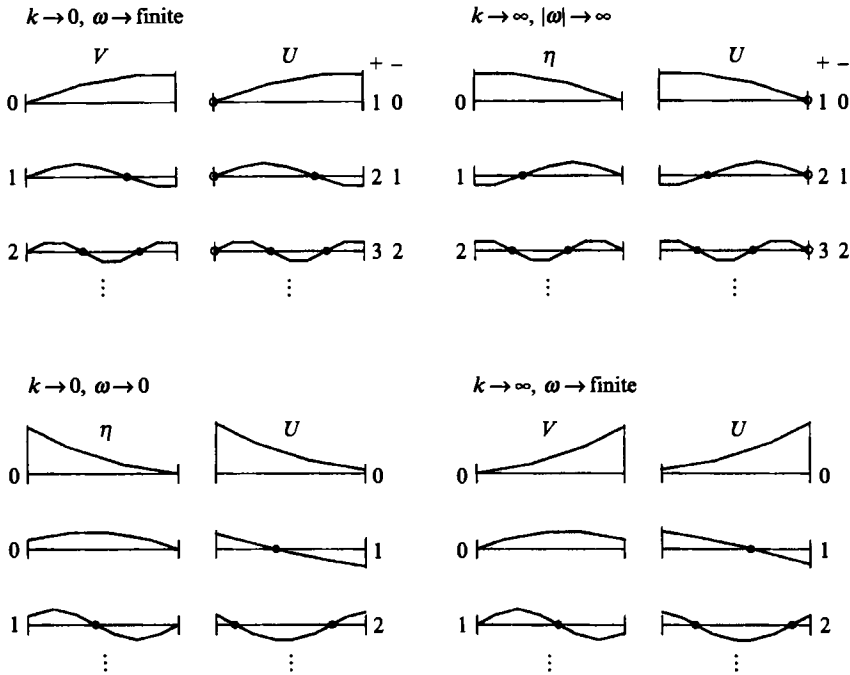 k → 0, ω → finite
V U + −
0 1 0
1 2 1
2 3 2
⋮ ⋮
k → ∞, |ω| → ∞
η U + −
0 1 0
1 2 1
2 3 2
⋮ ⋮
k → 0, ω → 0
η U
0 0
0 1
1 2
⋮ ⋮
k → ∞, ω → finite
V U
0 0
0 1
1 2
⋮ ⋮